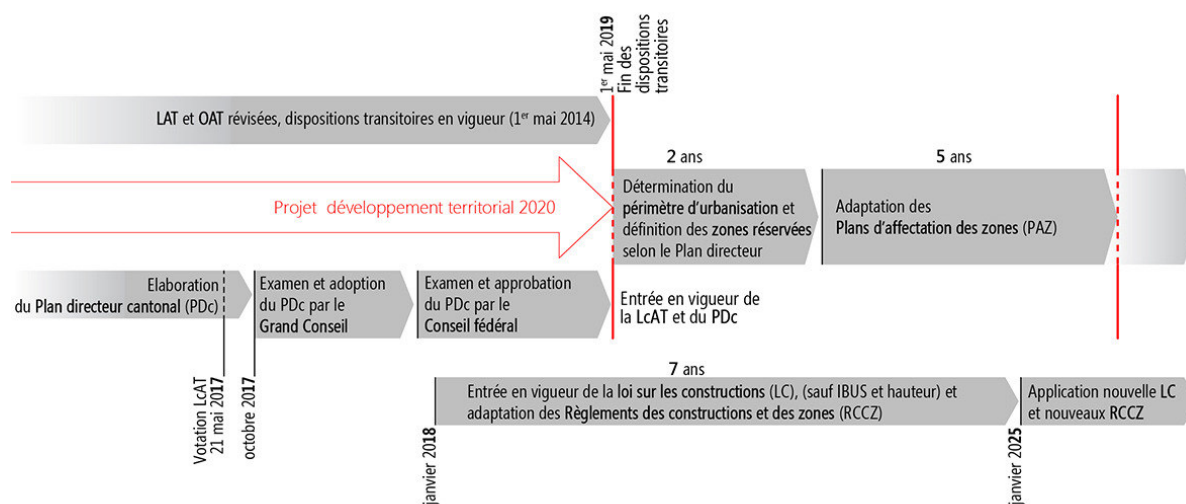 1er mai 2019
Fin des
dispositions
transitoires
LAT et OAT révisées, dispositions transitoires en vigueur (1er mai 2014)
2 ans
5 ans
Projet développement territorial 2020
Détermination du
périmètre d'urbanisation et
définition des zones réservées
selon le Plan directeur
Adaptation des
Plans d'affectation des zones (PAZ)
Elaboration
du Plan directeur cantonal (PDc)
Examen et adoption
du PDc par le
Grand Conseil
Examen et approbation
du PDc par le
Conseil fédéral
Entrée en vigueur de
la LcAT et du PDc
Votation LcAT
21 mai 2017
octobre 2017
7 ans
Entrée en vigueur de la loi sur les constructions (LC), (sauf IBUS et hauteur) et
adaptation des Règlements des constructions et des zones (RCCZ)
Application nouvelle LC
et nouveaux RCCZ
janvier 2018
janvier 2025